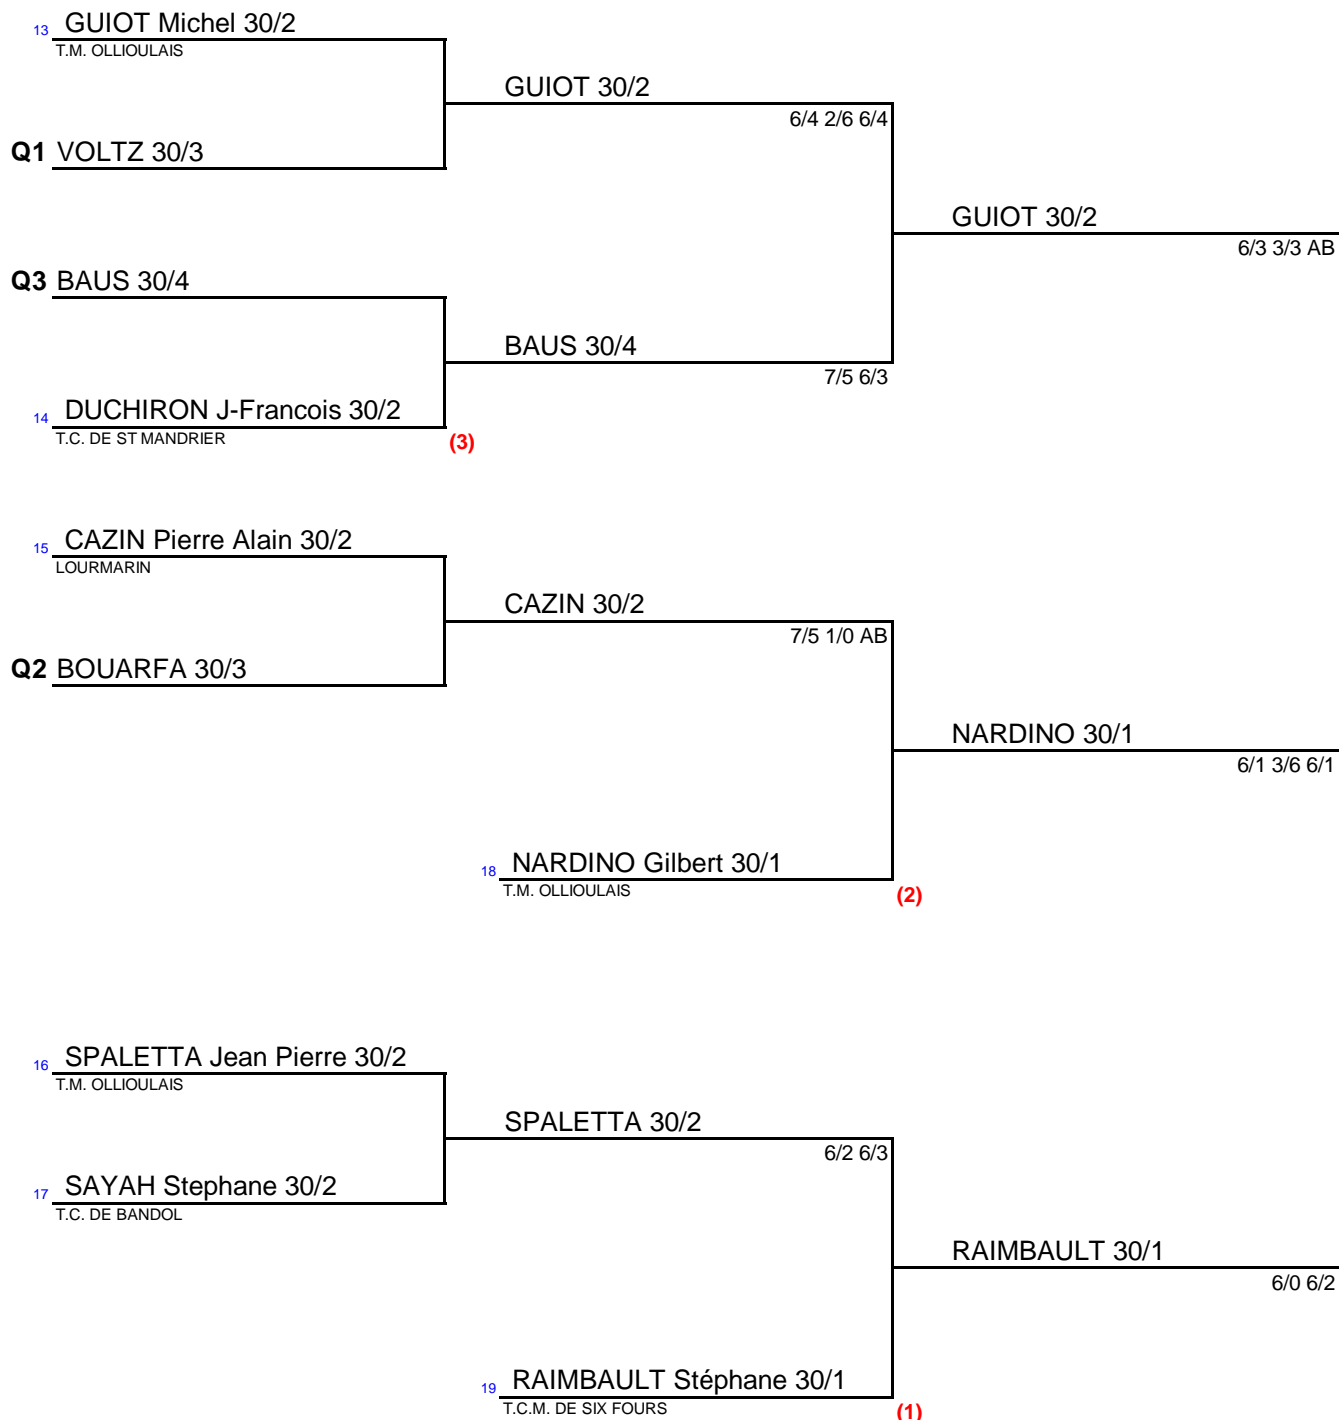 13 GUIOT Michel 30/2
T.M. OLLIOULAIS
GUIOT 30/2
6/4 2/6 6/4
Q1 VOLTZ 30/3
GUIOT 30/2
6/3 3/3 AB
Q3 BAUS 30/4
BAUS 30/4
7/5 6/3
14 DUCHIRON J-Francois 30/2
T.C. DE ST MANDRIER
(3)
15 CAZIN Pierre Alain 30/2
LOURMARIN
CAZIN 30/2
7/5 1/0 AB
Q2 BOUARFA 30/3
NARDINO 30/1
6/1 3/6 6/1
18 NARDINO Gilbert 30/1
T.M. OLLIOULAIS
(2)
16 SPALETTA Jean Pierre 30/2
T.M. OLLIOULAIS
SPALETTA 30/2
6/2 6/3
17 SAYAH Stephane 30/2
T.C. DE BANDOL
RAIMBAULT 30/1
6/0 6/2
19 RAIMBAULT Stéphane 30/1
T.C.M. DE SIX FOURS
(1)